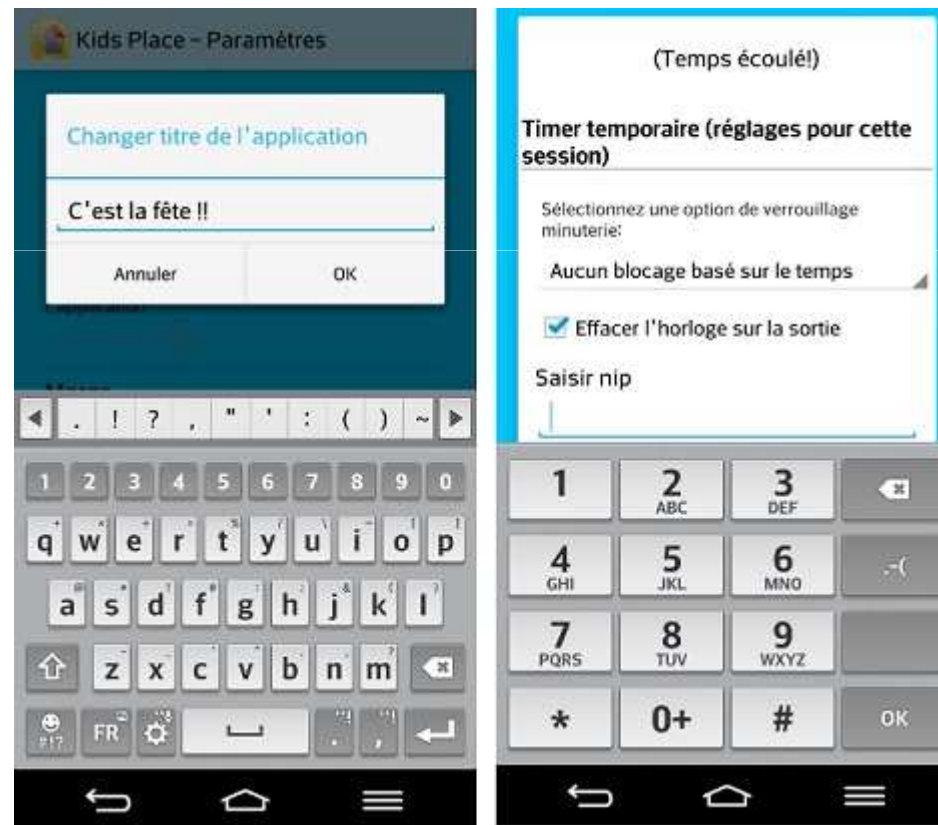 Kids Place – Paramètres
Changer titre de l'application
C'est la fête !!
Annuler OK
. ! ? , " ' : ( ) ~
1 2 3 4 5 6 7 8 9 0
q w e r t y u i o p
a s d f g h j k l
z x c v b n m
FR . ,
(Temps écoulé!)
Timer temporaire (réglages pour cette
session)
Sélectionnez une option de verrouillage
minuterie:
Aucun blocage basé sur le temps
Effacer l'horloge sur la sortie
Saisir nip
1 2 3
ABC DEF
4 5 6 .-(
GHI JKL MNO
7 8 9
PQRS TUV WXYZ
* 0+ # OK